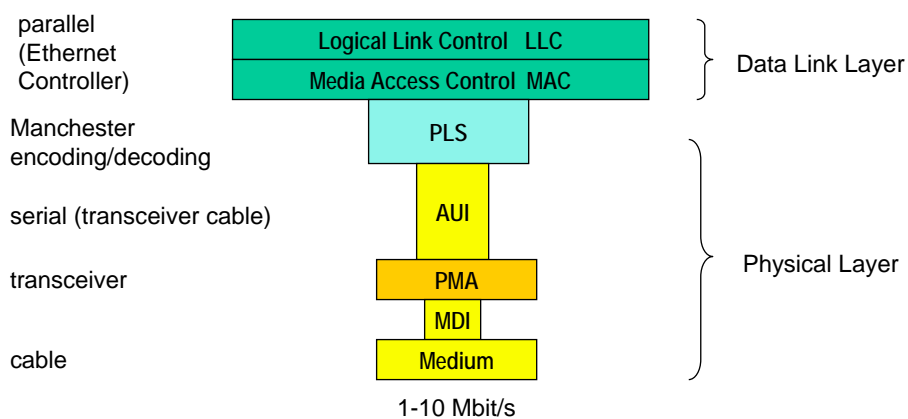 parallel
(Ethernet
Controller)
Logical Link Control LLC
Media Access Control MAC
Data Link Layer
Manchester
encoding/decoding
PLS
serial (transceiver cable)
AUI
Physical Layer
transceiver
PMA
MDI
cable
Medium
1-10 Mbit/s